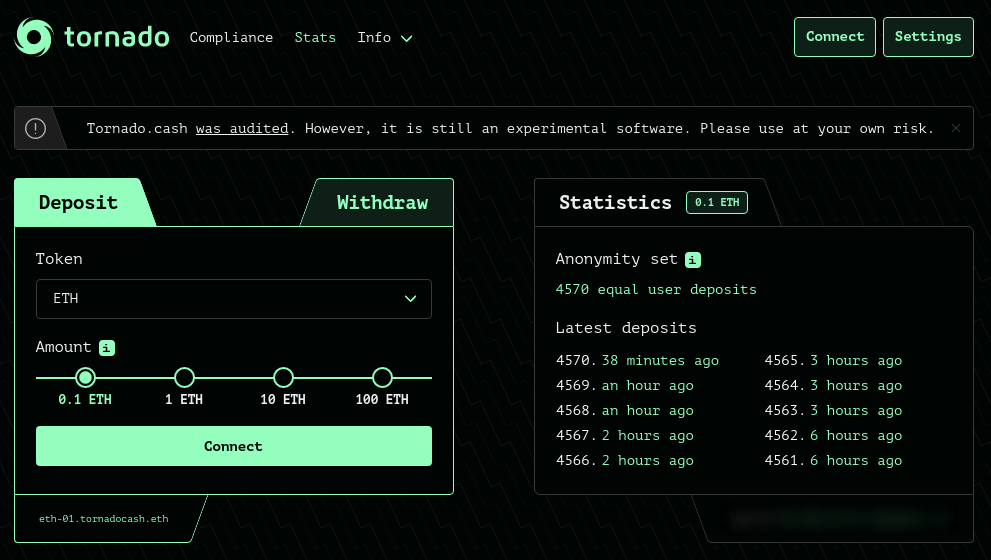 tornado Compliance Stats Info Connect Settings
Tornado.cash was audited. However, it is still an experimental software. Please use at your own risk.
Deposit Withdraw
Token
ETH
Amount i
0.1 ETH 1 ETH 10 ETH 100 ETH
Connect
eth-01.tornadocash.eth
Statistics 0.1 ETH
Anonymity set i
4570 equal user deposits
Latest deposits
4570. 38 minutes ago
4569. an hour ago
4568. an hour ago
4567. 2 hours ago
4566. 2 hours ago
4565. 3 hours ago
4564. 3 hours ago
4563. 3 hours ago
4562. 6 hours ago
4561. 6 hours ago